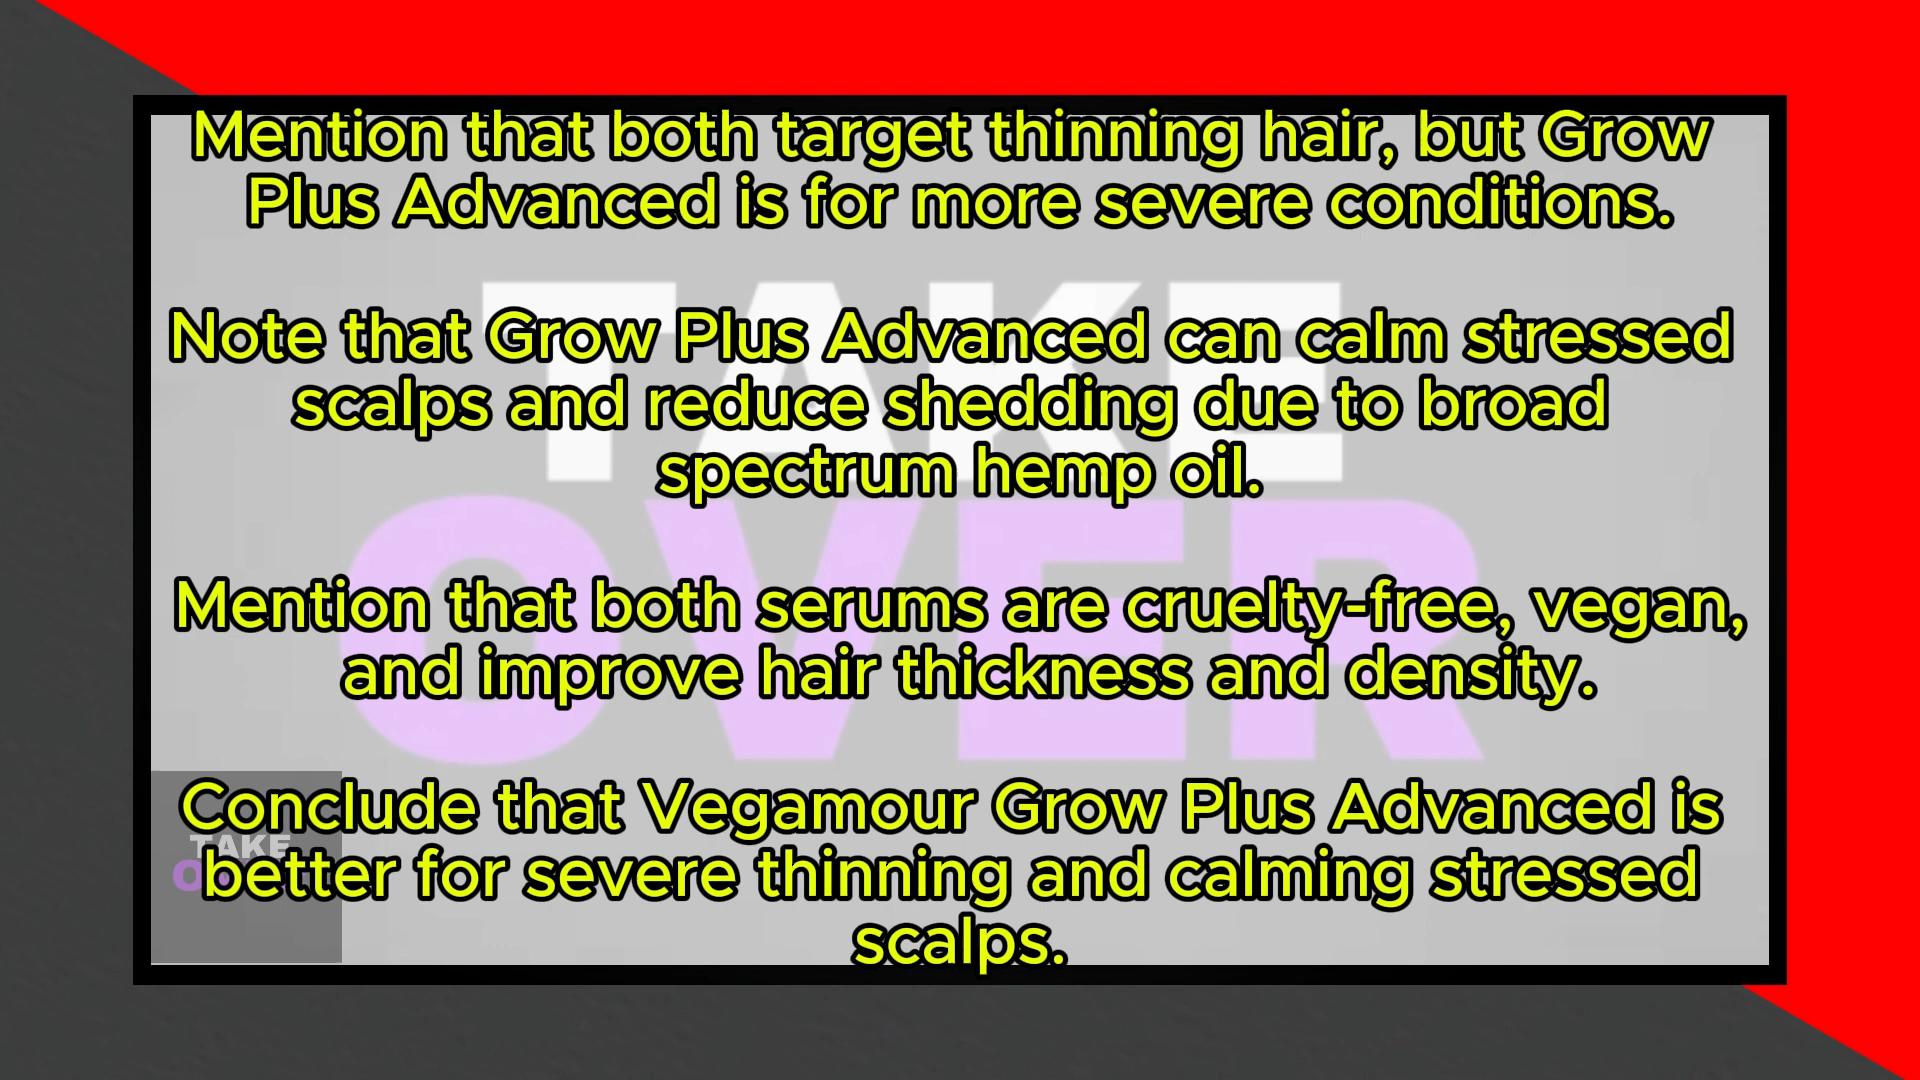 Mention that both target thinning hair, but Grow
Plus Advanced is for more severe conditions.
Note that Grow Plus Advanced can calm stressed
scalps and reduce shedding due to broad
spectrum hemp oil.
Mention that both serums are cruelty-free, vegan,
and improve hair thickness and density.
Conclude that Vegamour Grow Plus Advanced is
better for severe thinning and calming stressed
scalps.
TAKE
OVER
TAKE